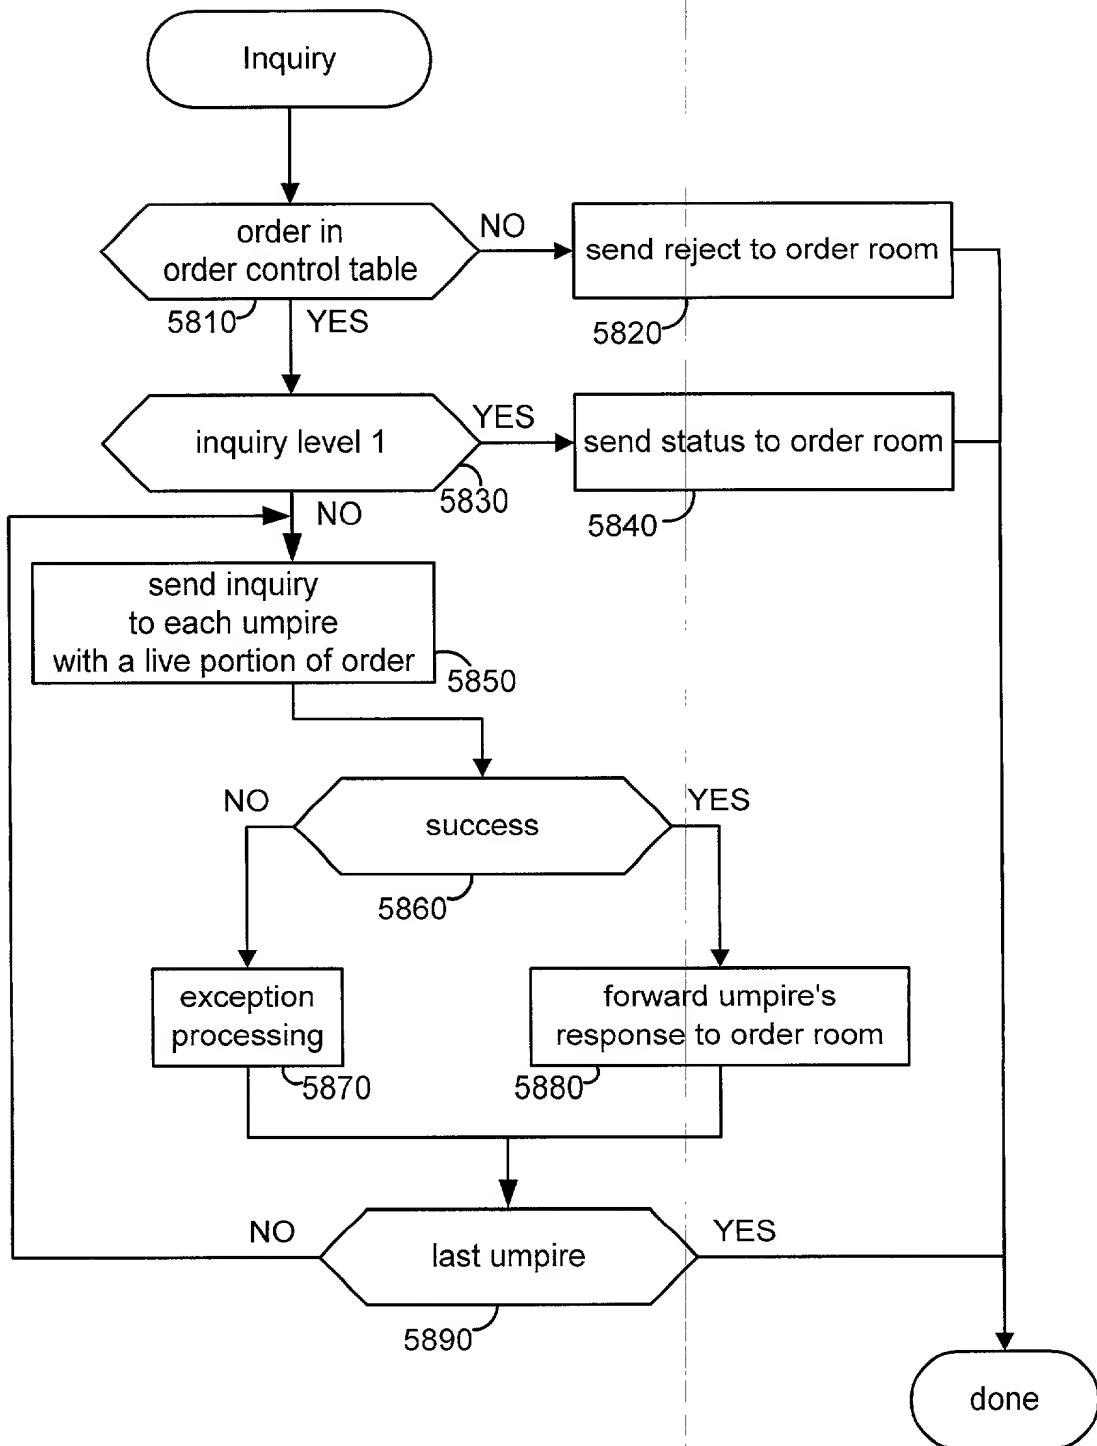 Inquiry
order in
order control table
NO
send reject to order room
5810
YES
5820
inquiry level 1
YES
send status to order room
5830
NO
5840
send inquiry
to each umpire
with a live portion of order
5850
NO
success
YES
5860
exception
processing
forward umpire's
response to order room
5870
5880
NO
last umpire
YES
5890
done